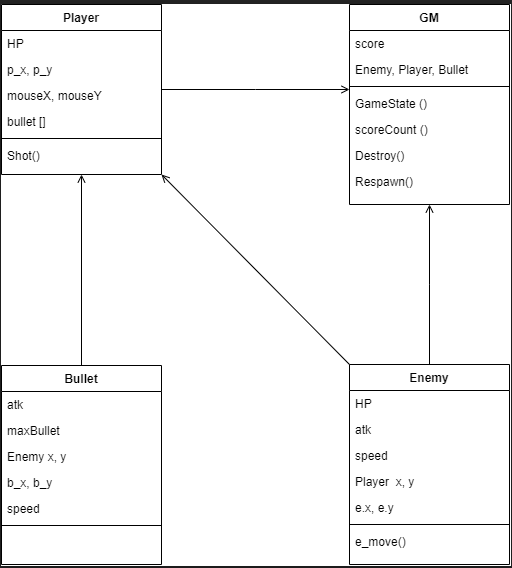 Player
HP
p_x, p_y
mouseX, mouseY
bullet []
Shot()
GM
score
Enemy, Player, Bullet
GameState ()
scoreCount ()
Destroy()
Respawn()
Bullet
atk
maxBullet
Enemy x, y
b_x, b_y
speed
Enemy
HP
atk
speed
Player  x, y
e.x, e.y
e_move()